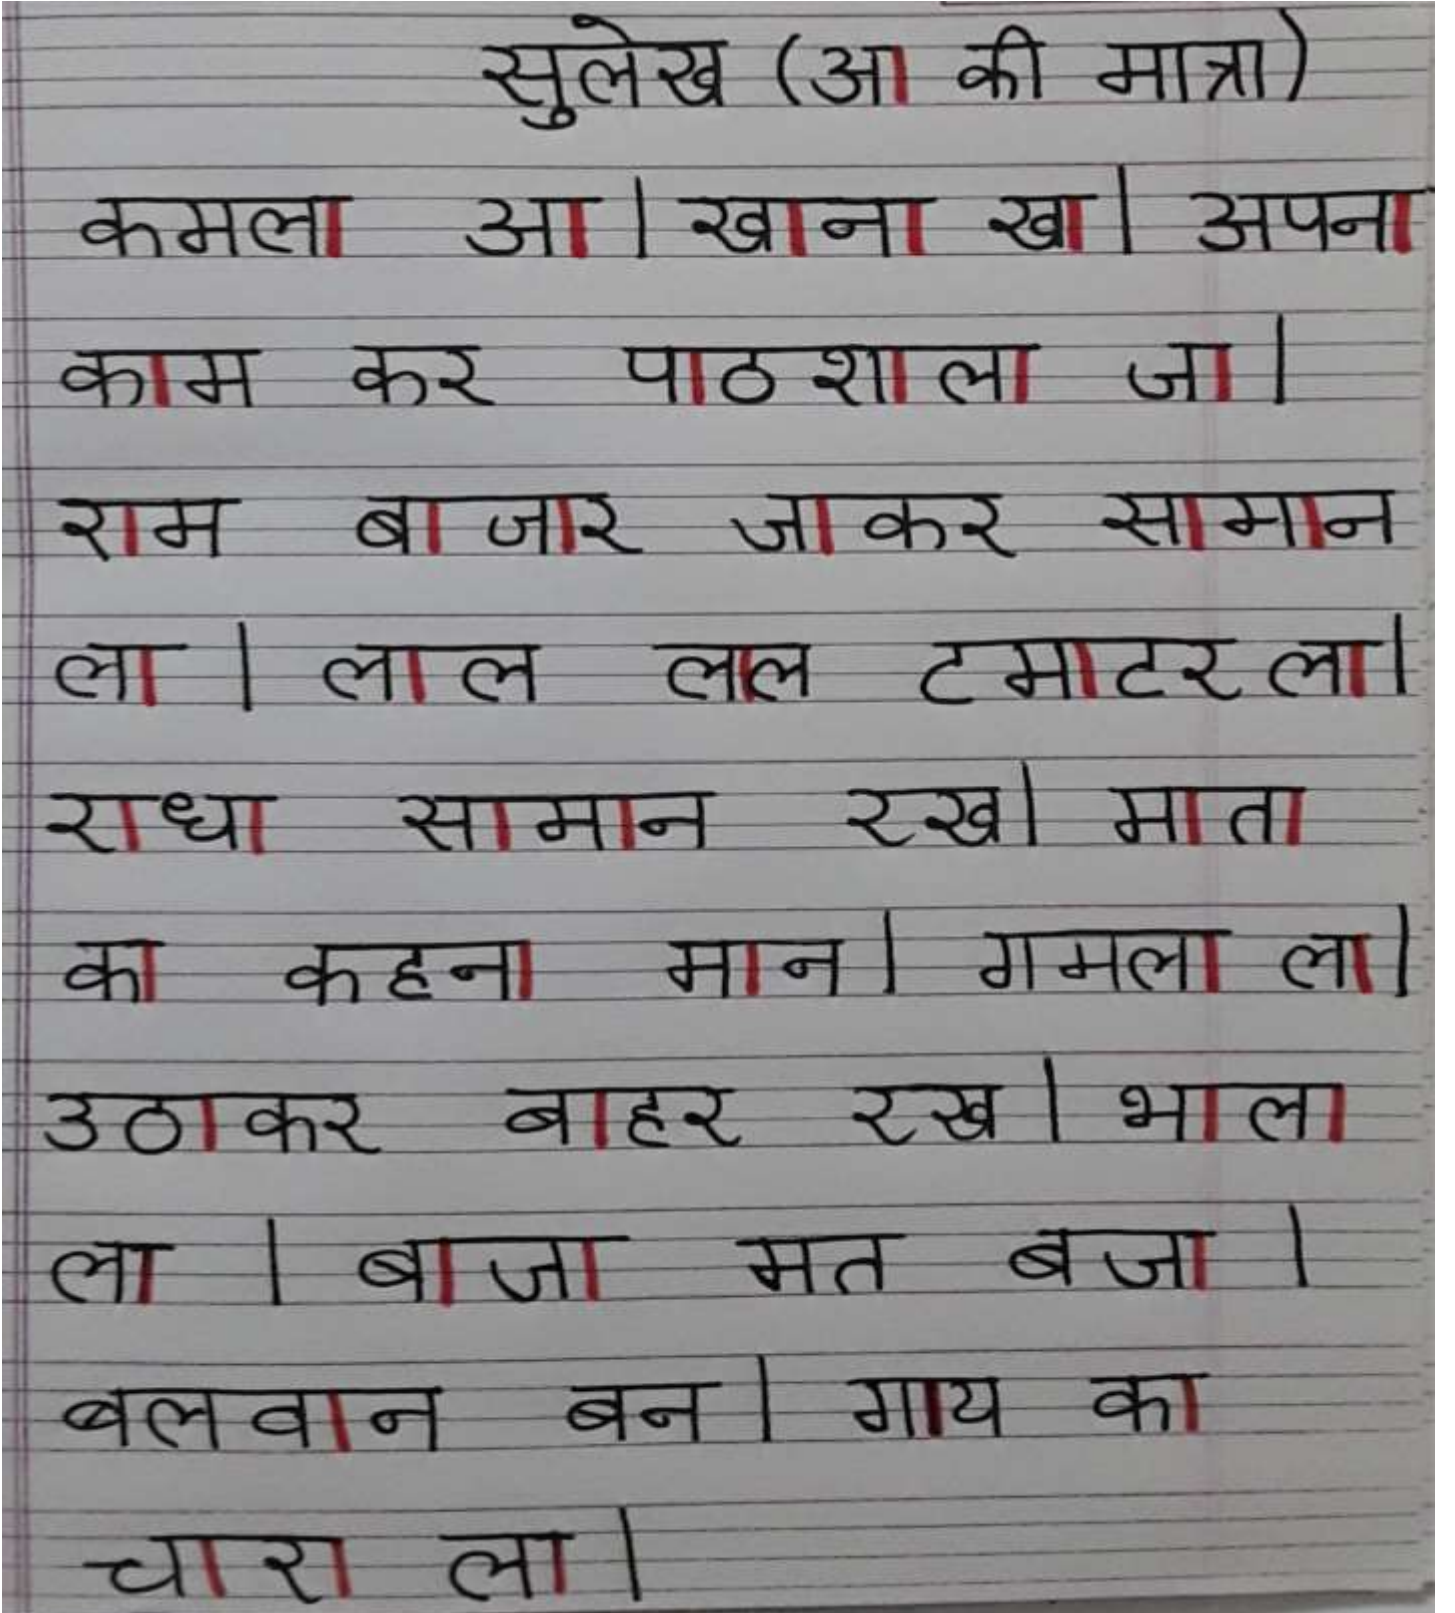 सुलेख (आ की मात्रा)
कमला आ। खाना खा। अपना
काम कर पाठशाला जा।
राम बाजार जाकर सामान
ला। लाल लाल टमाटर ला।
राधा सामान रख। माता
का कहना मान। गमला ला।
उठाकर बाहर रख। भाला
ला। बाजा मत बजा।
बलवान बन। गाय का
चारा ला।